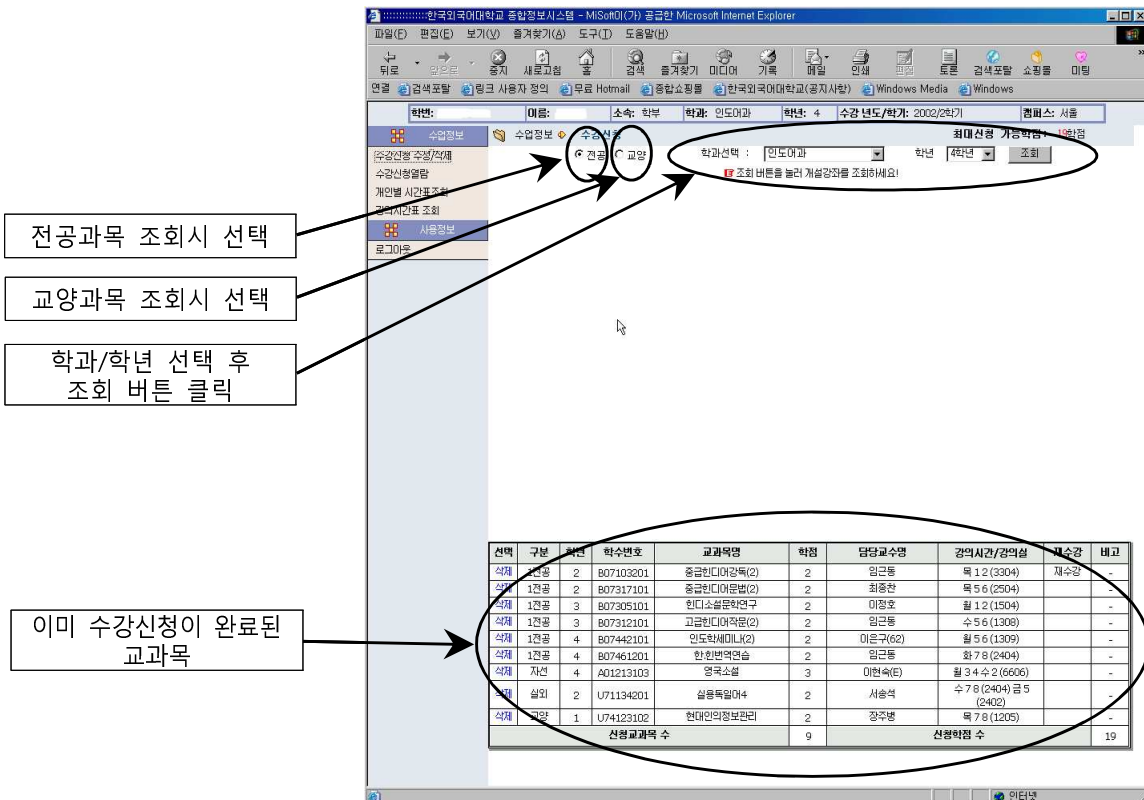 :::::::::::::::한국외국어대학교 종합정보시스템 - MiSoft이(가) 공급한 Microsoft Internet Explorer
파일(F) 편집(E) 보기(V) 즐겨찾기(A) 도구(T) 도움말(H)
뒤로 앞으로 중지 새로고침 홈 검색 즐겨찾기 미디어 기록 메일 인쇄 편집 토론 검색포탈 쇼핑몰 미팅
연결 검색포탈 링크 사용자 정의 무료 Hotmail 종합쇼핑몰 한국외국어대학교(공지사항) Windows Media Windows
학번: 이름: 소속: 학부 학과: 인도어과 학년: 4 수강 년도/학기: 2002/2학기 캠퍼스: 서울
수업정보
수업정보 수강신청 최대신청 가능학점: 19학점
수강신청 수정/삭제
전공 교양 학과선택 : 인도어과 학년 4학년 조회
수강신청열람
조회 버튼을 눌러 개설강좌를 조회하세요!
개인별 시간표조회
강의시간표 조회
사용정보
로그아웃
전공과목 조회시 선택
교양과목 조회시 선택
학과/학년 선택 후
조회 버튼 클릭
이미 수강신청이 완료된
교과목
선택 구분 학년 학수번호 교과목명 학점 담당교수명 강의시간/강의실 재수강 비고
삭제 1전공 2 B07103201 중급힌디어강독(2) 2 임근동 목 1 2 (3304) 재수강 -
삭제 1전공 2 B07317101 중급힌디어문법(2) 2 최종찬 목 5 6 (2504) -
삭제 1전공 3 B07305101 힌디소설문학연구 2 이정호 월 1 2 (1504) -
삭제 1전공 3 B07312101 고급힌디어작문(2) 2 임근동 수 5 6 (1308) -
삭제 1전공 4 B07442101 인도학세미나(2) 2 이은구(62) 월 5 6 (1309) -
삭제 1전공 4 B07461201 한.힌번역연습 2 임근동 화 7 8 (2404) -
삭제 자선 4 A01213103 영국소설 3 이현숙(E) 월 3 4 수 2 (6606) -
삭제 실외 2 U71134201 실용독일어4 2 서송석 수 7 8 (2404) 금 5 (2402) -
삭제 교양 1 U74123102 현대인의정보관리 2 장주병 목 7 8 (1205) -
신청교과목 수 9 신청학점 수 19
인터넷